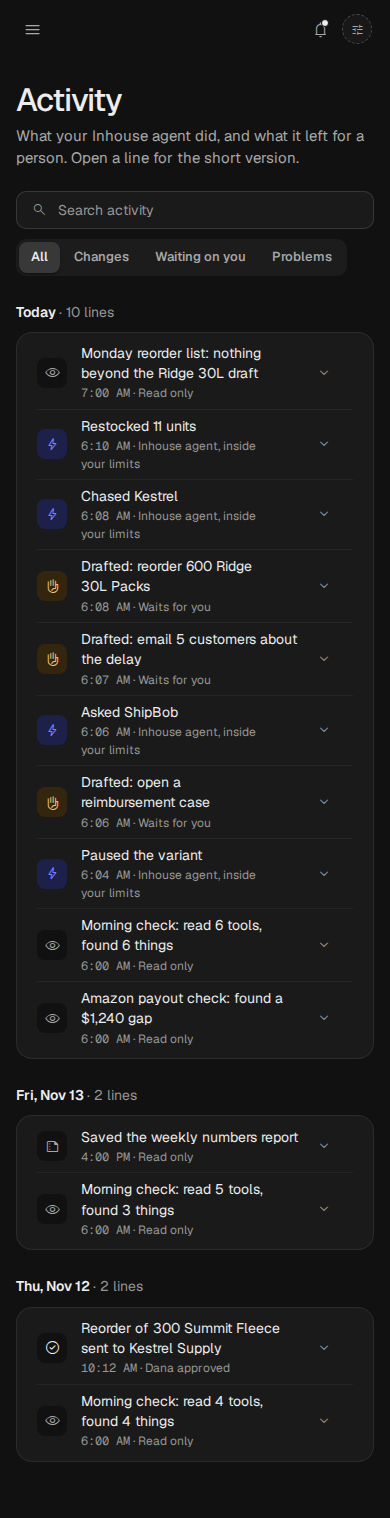 Activity
What your Inhouse agent did, and what it left for a
person. Open a line for the short version.
Search activity
All
Changes
Waiting on you
Problems
Today · 10 lines
Monday reorder list: nothing
beyond the Ridge 30L draft
7:00 AM · Read only
Restocked 11 units
6:10 AM · Inhouse agent, inside
your limits
Chased Kestrel
6:08 AM · Inhouse agent, inside
your limits
Drafted: reorder 600 Ridge
30L Packs
6:08 AM · Waits for you
Drafted: email 5 customers about
the delay
6:07 AM · Waits for you
Asked ShipBob
6:06 AM · Inhouse agent, inside
your limits
Drafted: open a
reimbursement case
6:06 AM · Waits for you
Paused the variant
6:04 AM · Inhouse agent, inside
your limits
Morning check: read 6 tools,
found 6 things
6:00 AM · Read only
Amazon payout check: found a
$1,240 gap
6:00 AM · Read only
Fri, Nov 13 · 2 lines
Saved the weekly numbers report
4:00 PM · Read only
Morning check: read 5 tools,
found 3 things
6:00 AM · Read only
Thu, Nov 12 · 2 lines
Reorder of 300 Summit Fleece
sent to Kestrel Supply
10:12 AM · Dana approved
Morning check: read 4 tools,
found 4 things
6:00 AM · Read only